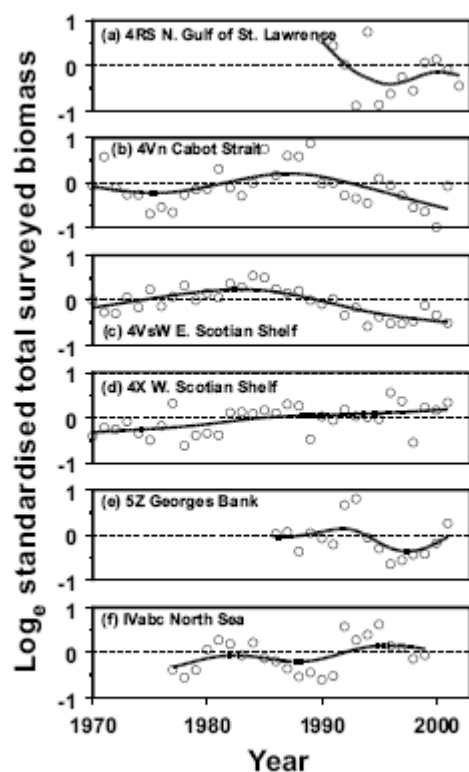 Log_e standardised total surveyed biomass
1
(a) 4RS N. Gulf of St. Lawrence
0
-1
1
(b) 4Vn Cabot Strait
0
-1
1
0
(c) 4VsW E. Scotian Shelf
-1
1
(d) 4X W. Scotian Shelf
0
-1
1
(e) 5Z Georges Bank
0
-1
1
(f) IVabc North Sea
0
-1
1970 1980 1990 2000
Year